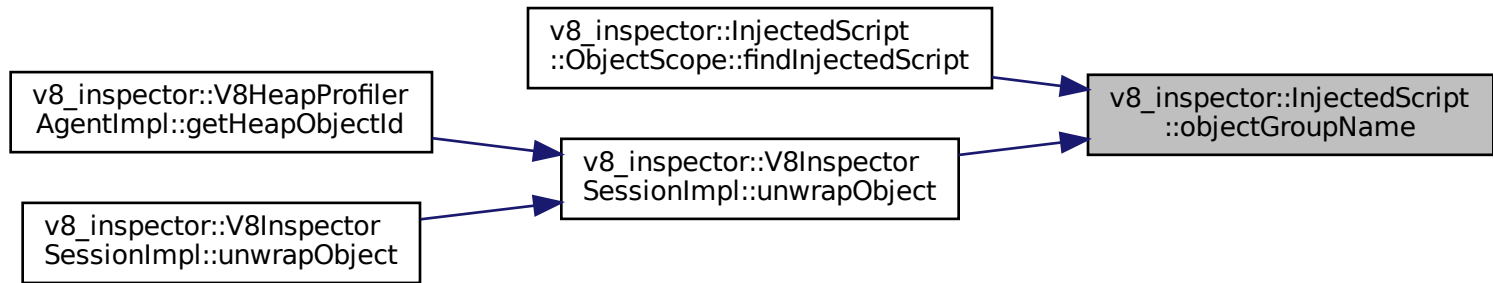 v8_inspector::InjectedScript
::ObjectScope::findInjectedScript
v8_inspector::InjectedScript
::objectGroupName
v8_inspector::V8HeapProfiler
AgentImpl::getHeapObjectId
v8_inspector::V8Inspector
SessionImpl::unwrapObject
v8_inspector::V8Inspector
SessionImpl::unwrapObject